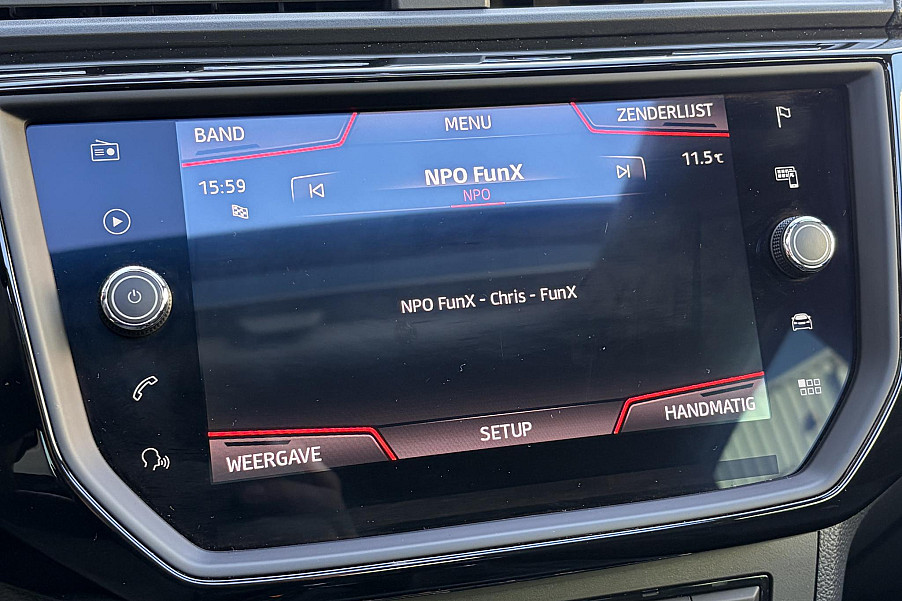 BAND
MENU
ZENDERLIJST
15:59
NPO FunX
11.5℃
NPO
NPO FunX - Chris - FunX
WEERGAVE
SETUP
HANDMATIG